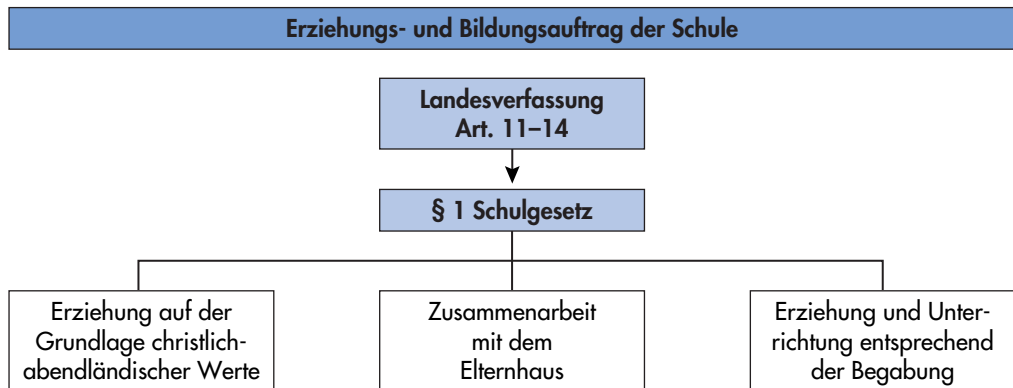 Erziehungs- und Bildungsauftrag der Schule
Landesverfassung
Art. 11–14
§ 1 Schulgesetz
Erziehung auf der
Grundlage christlich-
abendländischer Werte
Zusammenarbeit
mit dem
Elternhaus
Erziehung und Unter-
richtung entsprechend
der Begabung